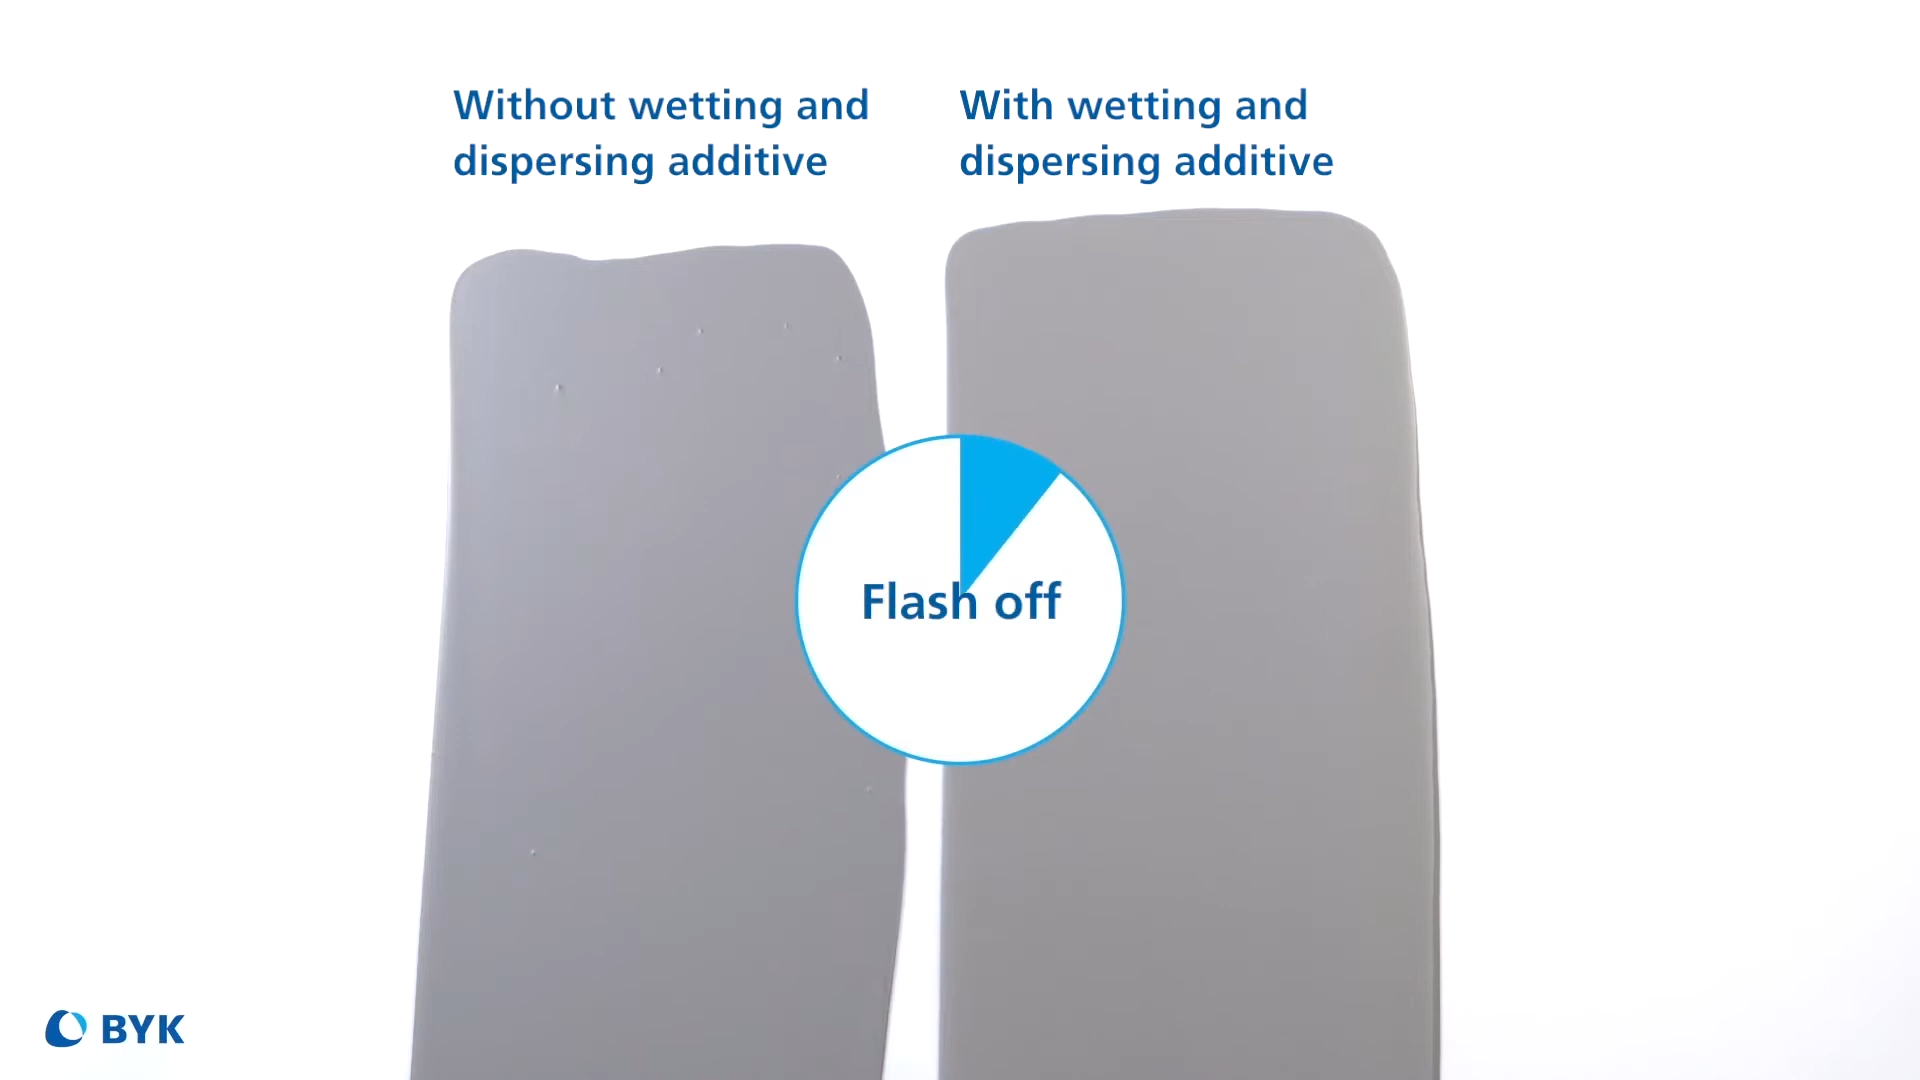 Without wetting and
dispersing additive
With wetting and
dispersing additive
Flash off
BYK